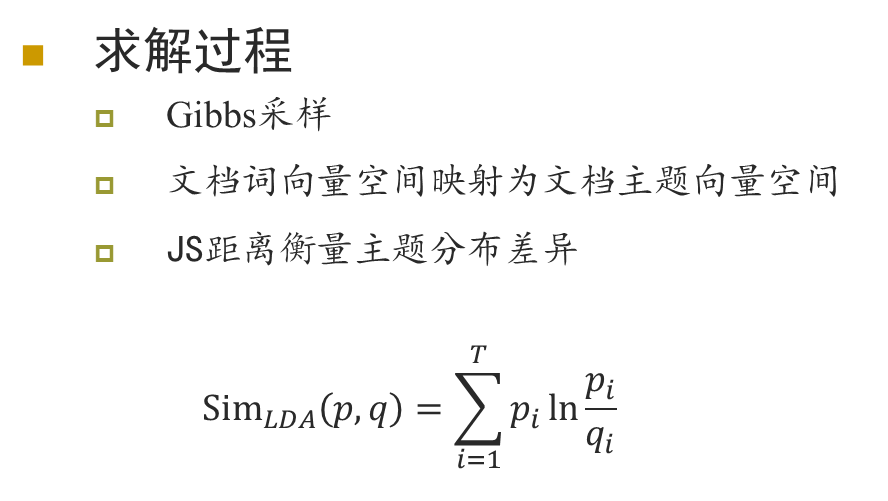 求解过程
Gibbs采样
文档词向量空间映射为文档主题向量空间
JS距离衡量主题分布差异
Sim_{LDA}(p, q) = \sum_{i=1}^{T} p_i \ln \frac{p_i}{q_i}